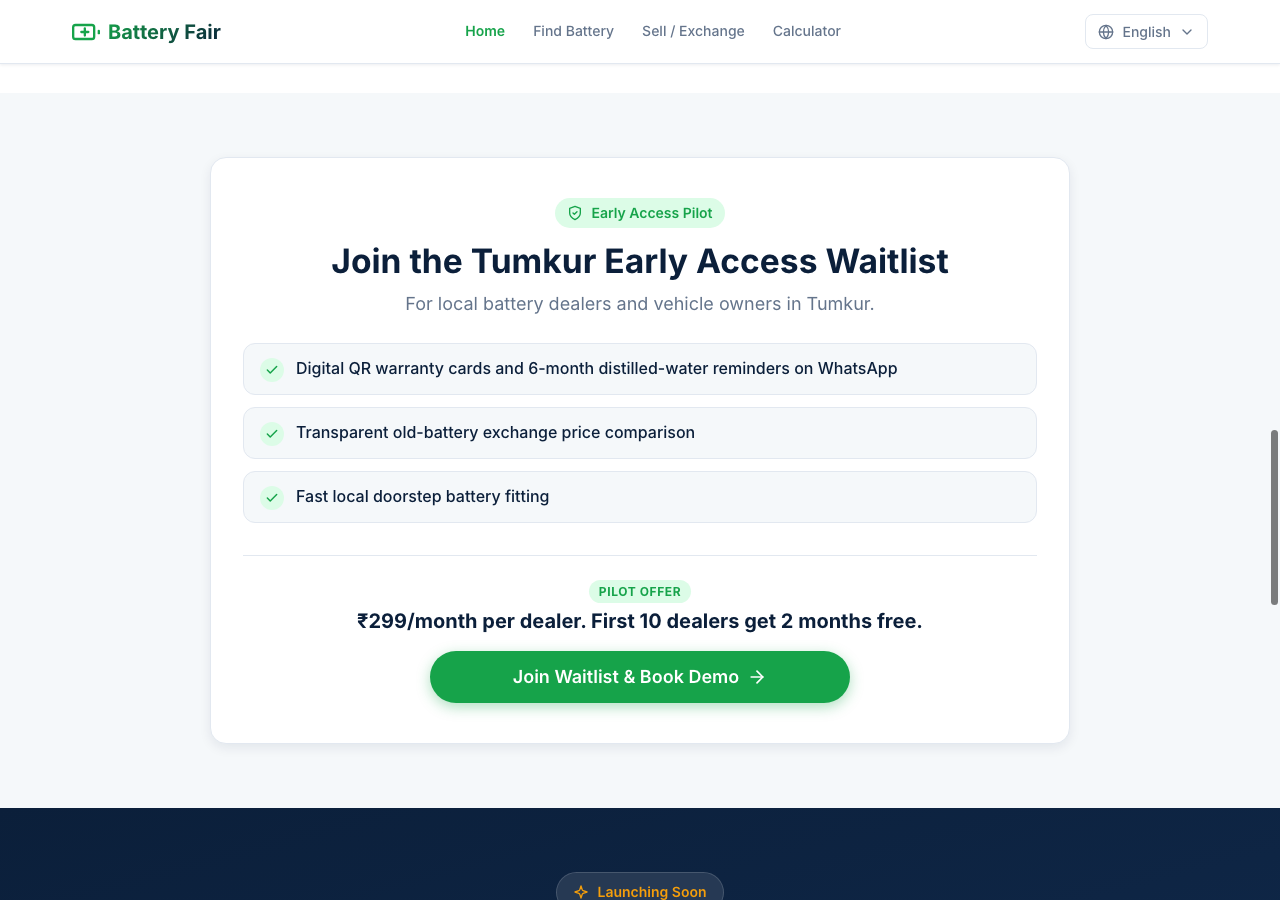 Battery Fair
Home
Find Battery
Sell / Exchange
Calculator
English
Early Access Pilot
Join the Tumkur Early Access Waitlist
For local battery dealers and vehicle owners in Tumkur.
Digital QR warranty cards and 6-month distilled-water reminders on WhatsApp
Transparent old-battery exchange price comparison
Fast local doorstep battery fitting
PILOT OFFER
₹299/month per dealer. First 10 dealers get 2 months free.
Join Waitlist & Book Demo
Launching Soon